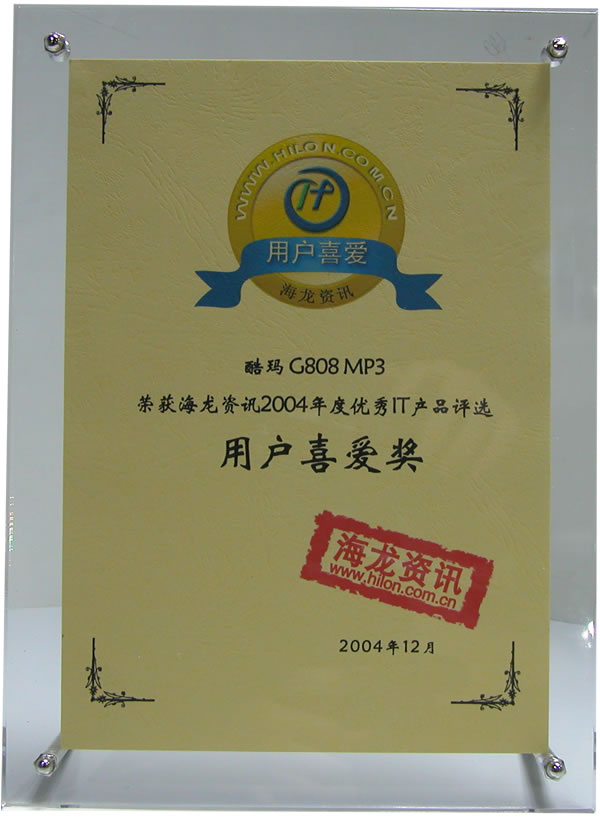 WWW.HILON.COM.CN
用户喜爱
海龙资讯
酷玛 G808 MP3
荣获海龙资讯2004年度优秀IT产品评选
用户喜爱奖
海龙资讯
www.hilon.com.cn
2004年12月